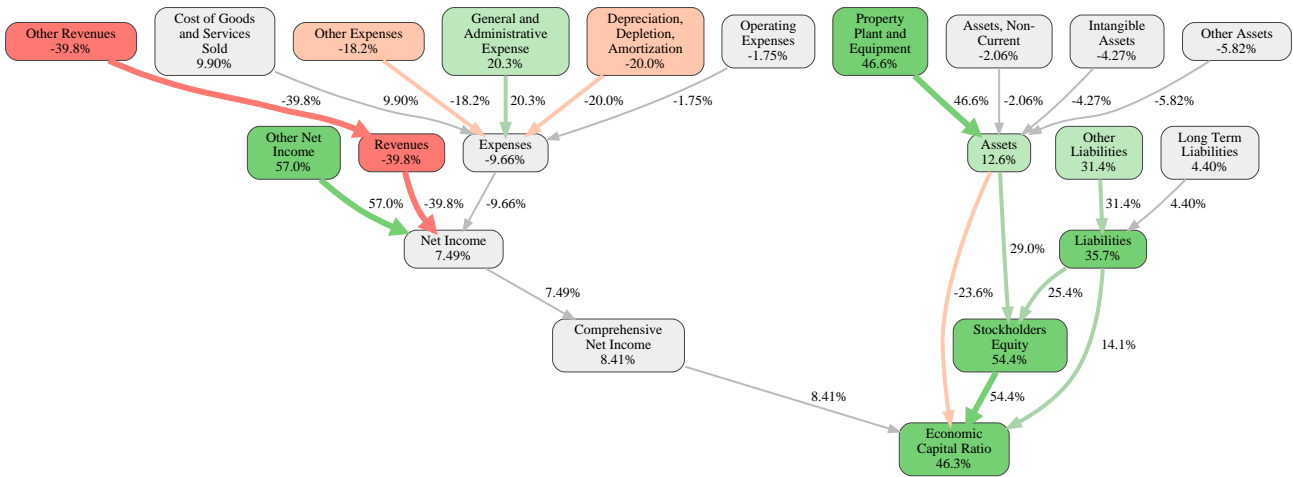 Other Revenues
-39.8%
Cost of Goods
and Services
Sold
9.90%
Other Expenses
-18.2%
General and
Administrative
Expense
20.3%
Depreciation,
Depletion,
Amortization
-20.0%
Operating
Expenses
-1.75%
Property
Plant and
Equipment
46.6%
Assets, Non-
Current
-2.06%
Intangible
Assets
-4.27%
Other Assets
-5.82%
-39.8%
9.90%
-18.2%
20.3%
-20.0%
-1.75%
46.6%
-2.06%
-4.27%
-5.82%
Other Net
Income
57.0%
Revenues
-39.8%
Expenses
-9.66%
Assets
12.6%
Other
Liabilities
31.4%
Long Term
Liabilities
4.40%
57.0%
-39.8%
-9.66%
31.4%
4.40%
Net Income
7.49%
29.0%
Liabilities
35.7%
7.49%
-23.6%
25.4%
Comprehensive
Net Income
8.41%
Stockholders
Equity
54.4%
14.1%
8.41%
54.4%
Economic
Capital Ratio
46.3%